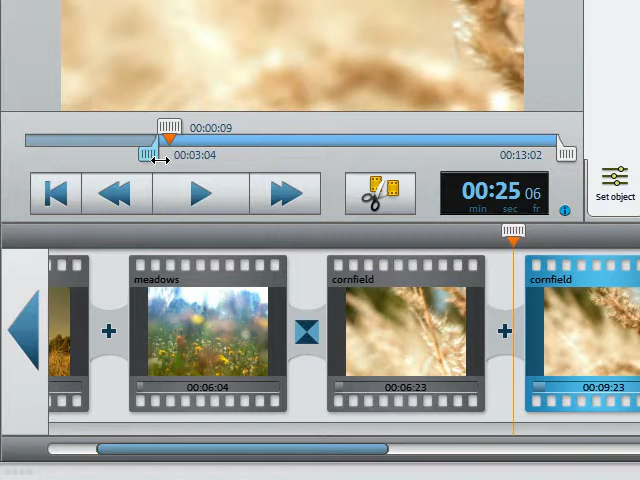 00:00:09
00:03:04
00:13:02
00:25 06
min sec fr
Set object
meadows
cornfield
cornfield
00:06:04
00:06:23
00:09:23